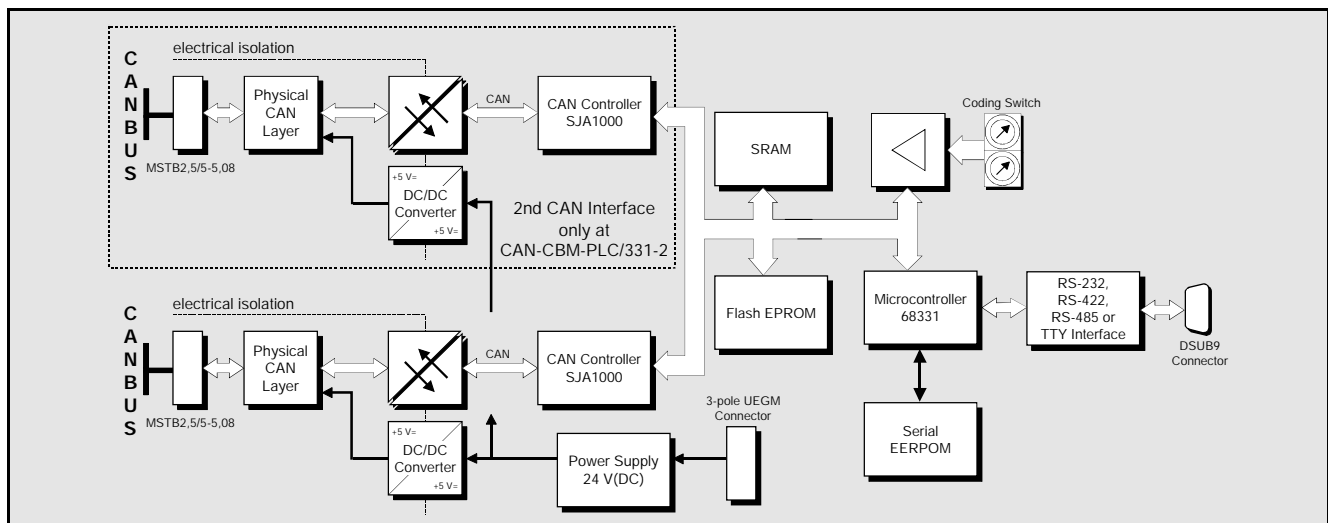 CANBUS
electrical isolation
MSTB2,5/5-5,08
Physical
CAN
Layer
CAN
CAN Controller
SJA1000
+5 V=
DC/DC
Converter
+5 V=
2nd CAN Interface
only at
CAN-CBM-PLC/331-2
SRAM
Coding Switch
Flash EPROM
Microcontroller
68331
RS-232,
RS-422,
RS-485 or
TTY Interface
DSUB9
Connector
Serial
EERPOM
CANBUS
electrical isolation
MSTB2,5/5-5,08
Physical
CAN
Layer
CAN
CAN Controller
SJA1000
+5 V=
DC/DC
Converter
+5 V=
Power Supply
24 V(DC)
3-pole UEGM
Connector